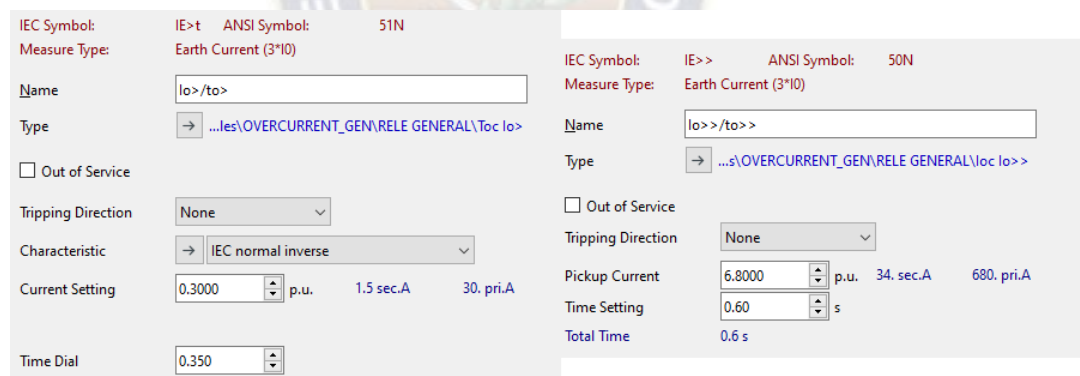 IEC Symbol: IE>t ANSI Symbol: 51N
Measure Type: Earth Current (3*I0)
Name Io>/to>
Type ...les\OVERCURRENT_GEN\RELE GENERAL\Toc Io>
Out of Service
Tripping Direction None
Characteristic IEC normal inverse
Current Setting 0.3000 p.u. 1.5 sec.A 30. pri.A
Time Dial 0.350
IEC Symbol: IE>> ANSI Symbol: 50N
Measure Type: Earth Current (3*I0)
Name Io>>/to>>
Type ...s\OVERCURRENT_GEN\RELE GENERAL\Ioc Io>>
Out of Service
Tripping Direction None
Pickup Current 6.8000 p.u. 34. sec.A 680. pri.A
Time Setting 0.60 s
Total Time 0.6 s